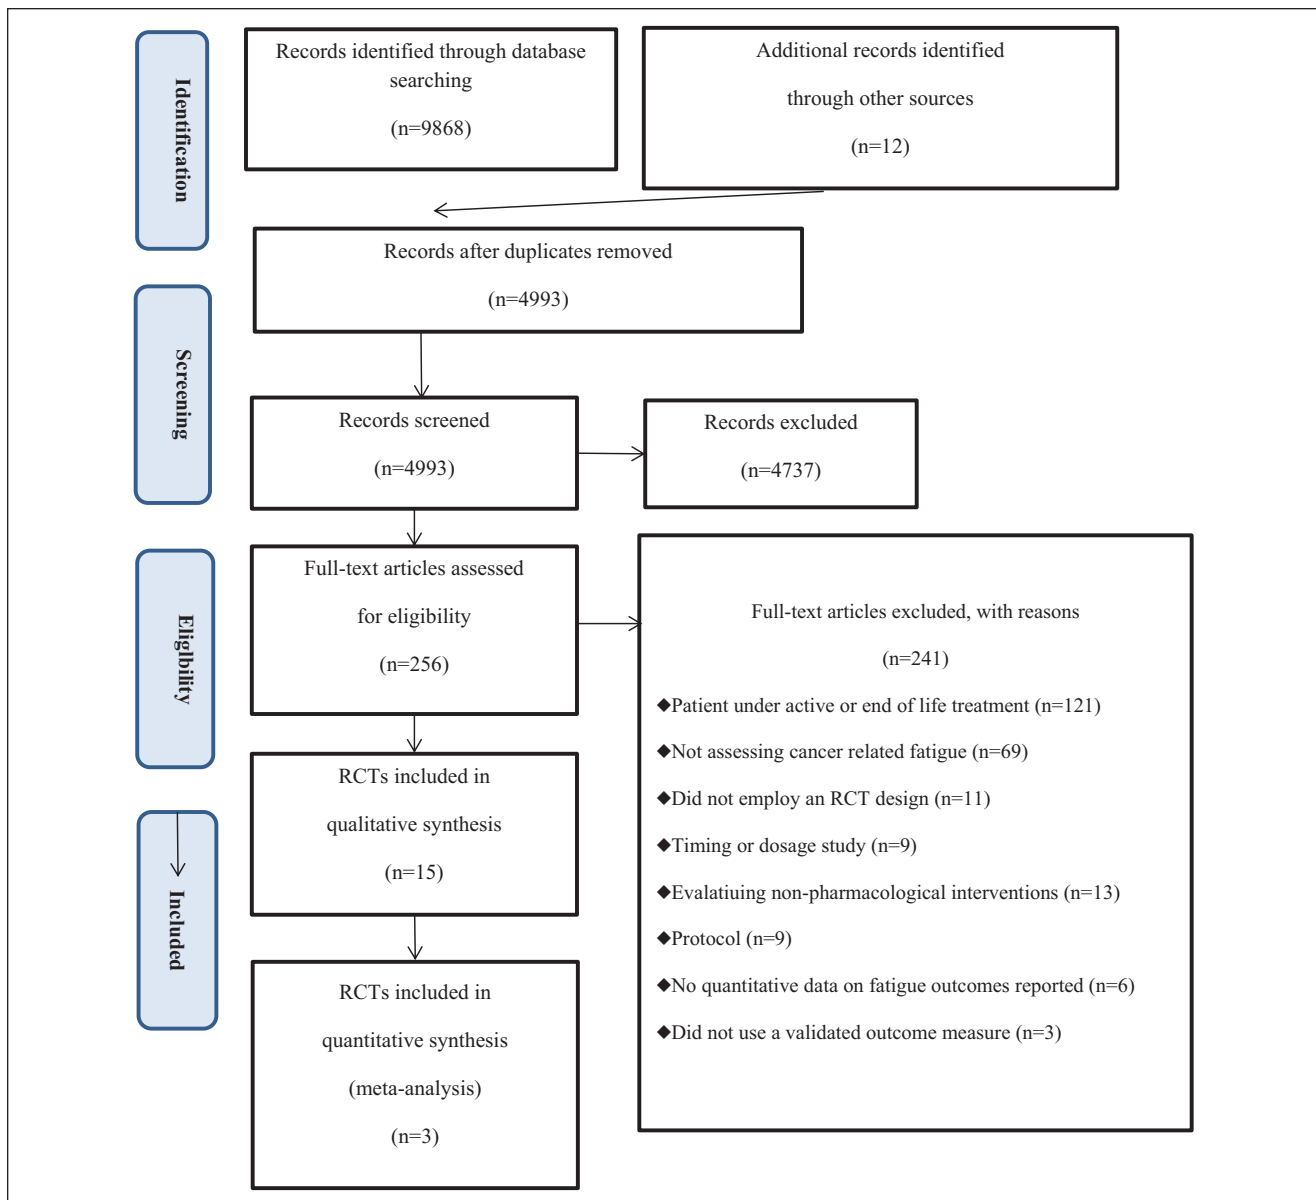 Identification
Records identified through database
searching
(n=9868)
Additional records identified
through other sources
(n=12)
Records after duplicates removed
(n=4993)
Screening
Records screened
(n=4993)
Records excluded
(n=4737)
Eliglbility
Full-text articles assessed
for eligibility
(n=256)
Full-text articles excluded, with reasons
(n=241)
◆Patient under active or end of life treatment (n=121)
◆Not assessing cancer related fatigue (n=69)
◆Did not employ an RCT design (n=11)
◆Timing or dosage study (n=9)
◆Evalatiuing non-pharmacological interventions (n=13)
◆Protocol (n=9)
◆No quantitative data on fatigue outcomes reported (n=6)
◆Did not use a validated outcome measure (n=3)
RCTs included in
qualitative synthesis
(n=15)
Included
RCTs included in
quantitative synthesis
(meta-analysis)
(n=3)